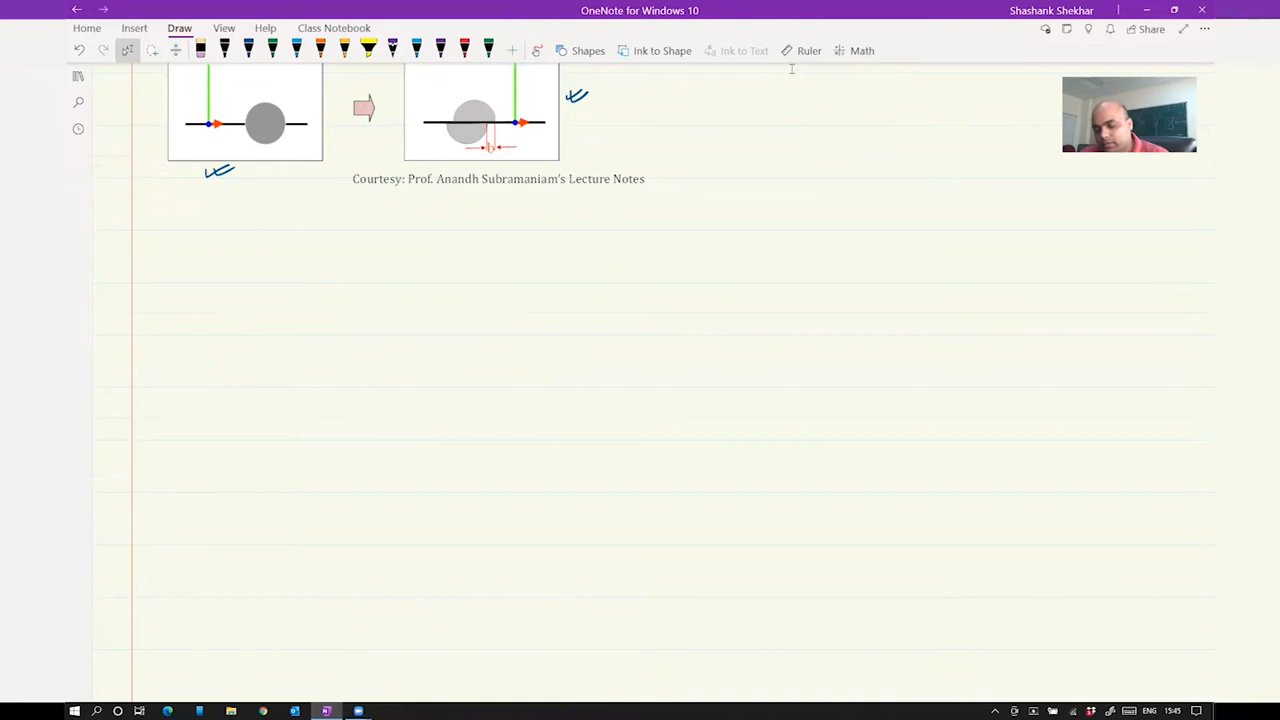 OneNote for Windows 10
Shashank Shekhar
Home Insert Draw View Help Class Notebook
Share
Shapes Ink to Shape Ink to Text Ruler Math
b
Courtesy: Prof. Anandh Subramaniam's Lecture Notes
ENG 15:45